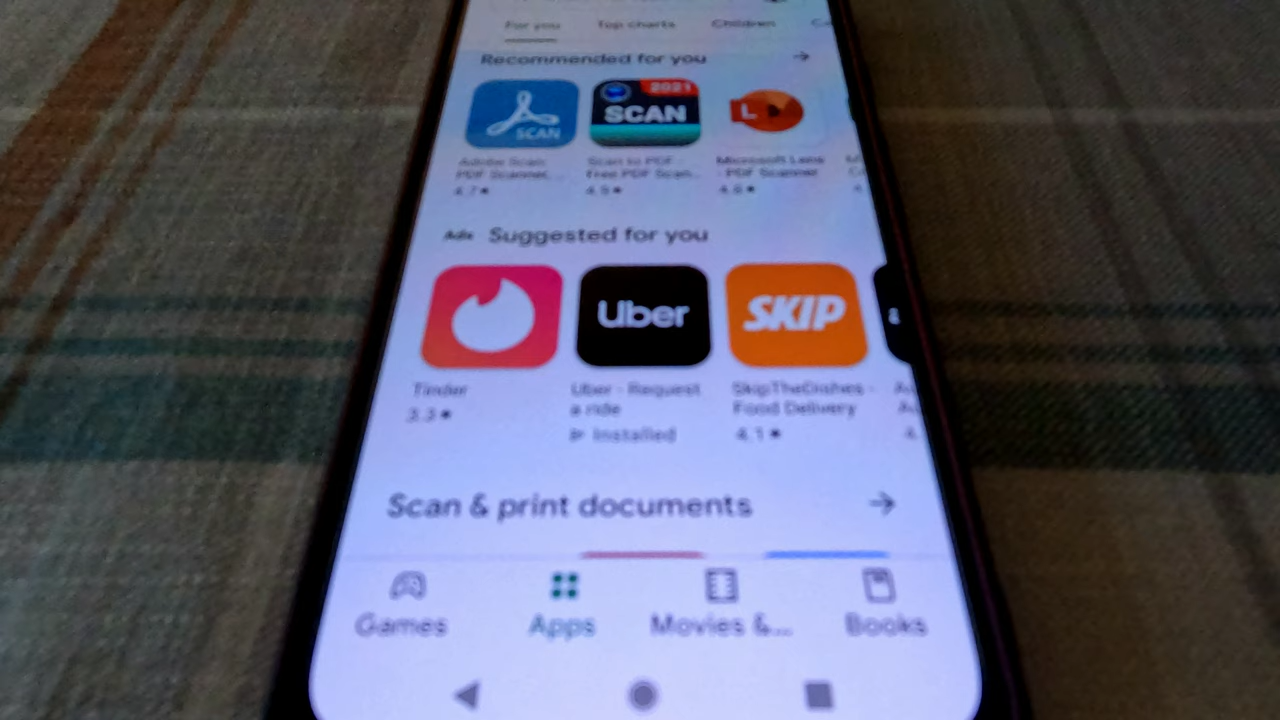 For you Top charts Children
Recommended for you
SCAN
2021
SCAN
L
Adobe Scan: Scan to PDF - Microsoft Lens
PDF Scanner,... Free PDF Scan... - PDF Scanner
4.7★ 4.9★ 4.8★
Ads Suggested for you
Uber SKIP
Tinder Uber - Request SkipTheDishes -
a ride Food Delivery
3.3★ Installed 4.1★
Scan & print documents
Games Apps Movies &... Books